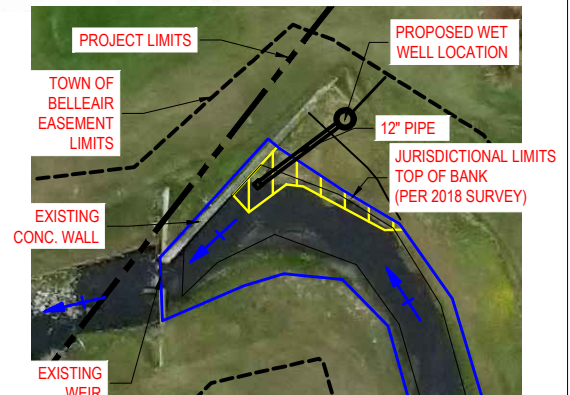 PROJECT LIMITS
PROPOSED WET
WELL LOCATION
TOWN OF
BELLEAIR
EASEMENT
LIMITS
12" PIPE
JURISDICTIONAL LIMITS
TOP OF BANK
(PER 2018 SURVEY)
EXISTING
CONC. WALL
EXISTING
WEIR